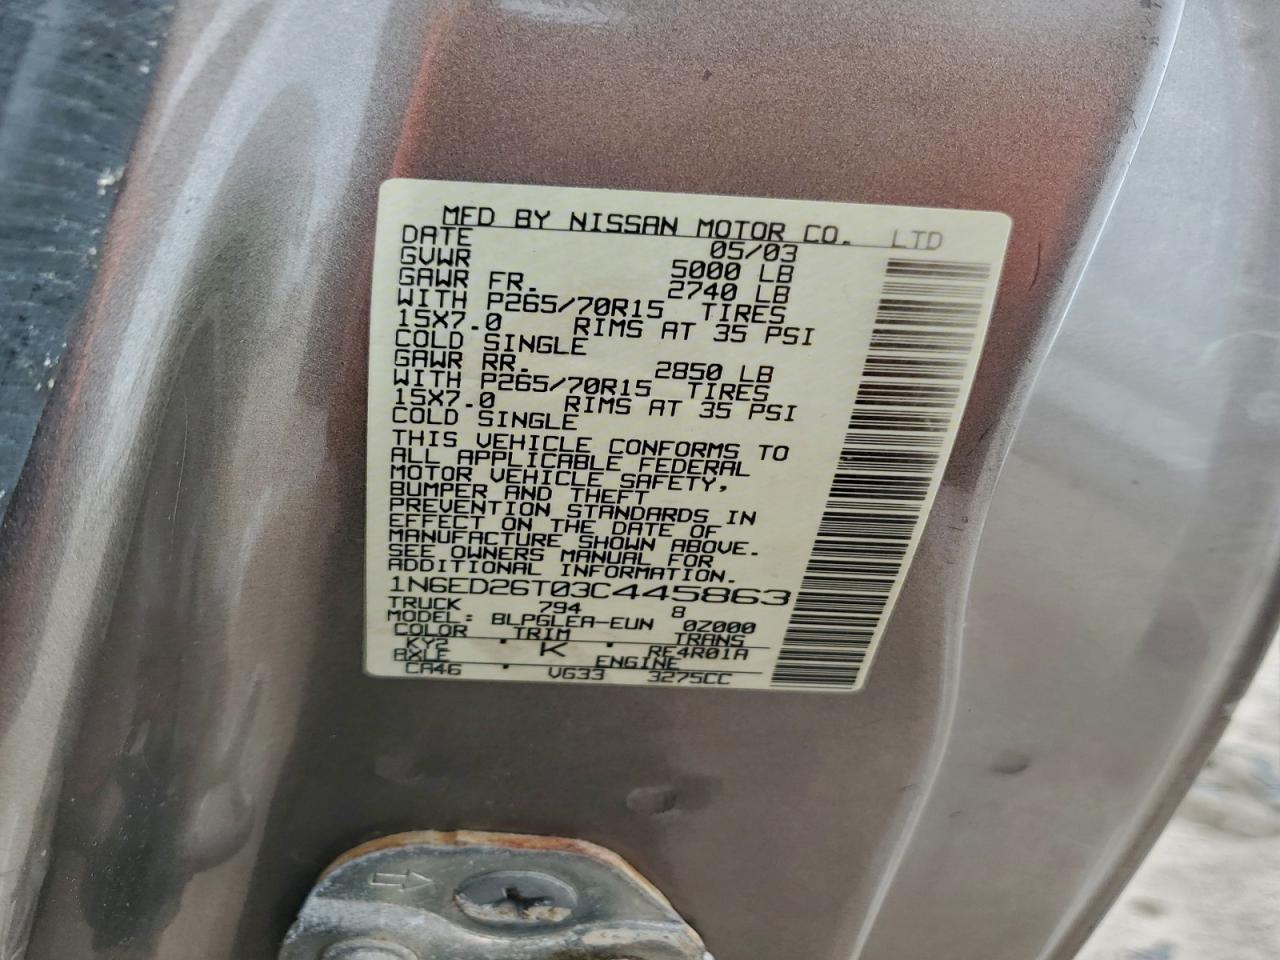 MFD BY NISSAN MOTOR CO. LTD
DATE 05/03
GVWR 5000 LB
GAWR FR. 2740 LB
WITH P265/70R15 TIRES
15X7.0 RIMS AT 35 PSI
COLD SINGLE
GAWR RR. 2850 LB
WITH P265/70R15 TIRES
15X7.0 RIMS AT 35 PSI
COLD SINGLE
THIS VEHICLE CONFORMS TO
ALL APPLICABLE FEDERAL
MOTOR VEHICLE SAFETY,
BUMPER AND THEFT
PREVENTION STANDARDS IN
EFFECT ON THE DATE OF
MANUFACTURE SHOWN ABOVE.
SEE OWNERS MANUAL FOR
ADDITIONAL INFORMATION.
1N6ED26T03C445863
TRUCK 794 8
MODEL: BLPGLEA-EUN 0Z000
COLOR TRIM TRANS
KY2 · K · RE4R01A
AXLE ENGINE
CA46 · VG33 3275CC